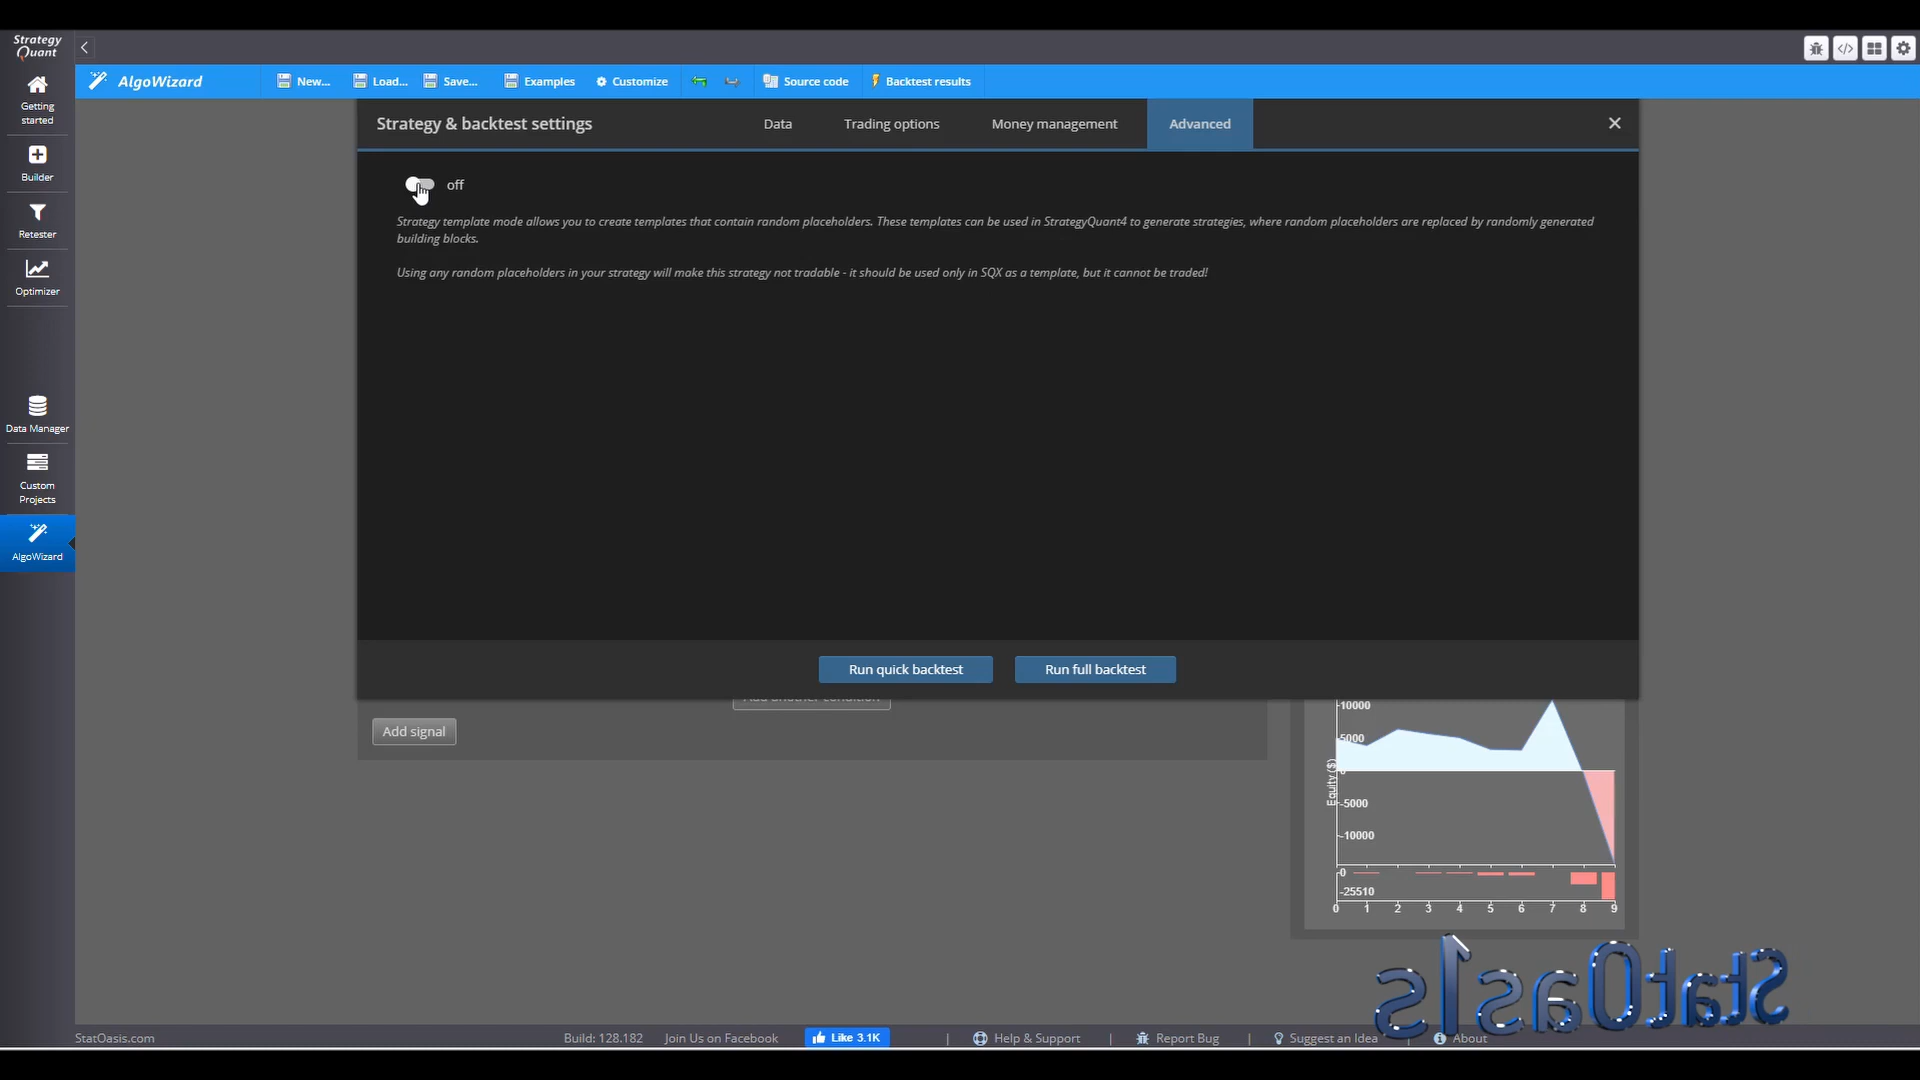 Strategy
Quant
AlgoWizard
New...
Load...
Save...
Examples
Customize
Source code
Backtest results
Getting
started
Builder
Retester
Optimizer
Data Manager
Custom
Projects
AlgoWizard
Strategy & backtest settings
Data
Trading options
Money management
Advanced
off
Strategy template mode allows you to create templates that contain random placeholders. These templates can be used in StrategyQuant4 to generate strategies, where random placeholders are replaced by randomly generated
building blocks.
Using any random placeholders in your strategy will make this strategy not tradable - it should be used only in SQX as a template, but it cannot be traded!
Run quick backtest
Run full backtest
Add another condition
Add signal
10000
5000
0
-5000
-10000
Equity ($)
0
-25510
0 1 2 3 4 5 6 7 8 9
Stat0as1s
StatOasis.com
Build: 128.182
Join Us on Facebook
Like 3.1K
Help & Support
Report Bug
Suggest an Idea
About